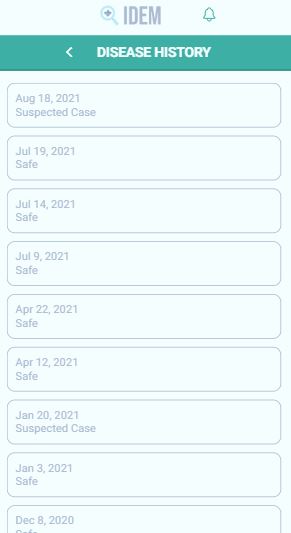 IDEM
DISEASE HISTORY
Aug 18, 2021
Suspected Case
Jul 19, 2021
Safe
Jul 14, 2021
Safe
Jul 9, 2021
Safe
Apr 22, 2021
Safe
Apr 12, 2021
Safe
Jan 20, 2021
Suspected Case
Jan 3, 2021
Safe
Dec 8, 2020
Safe